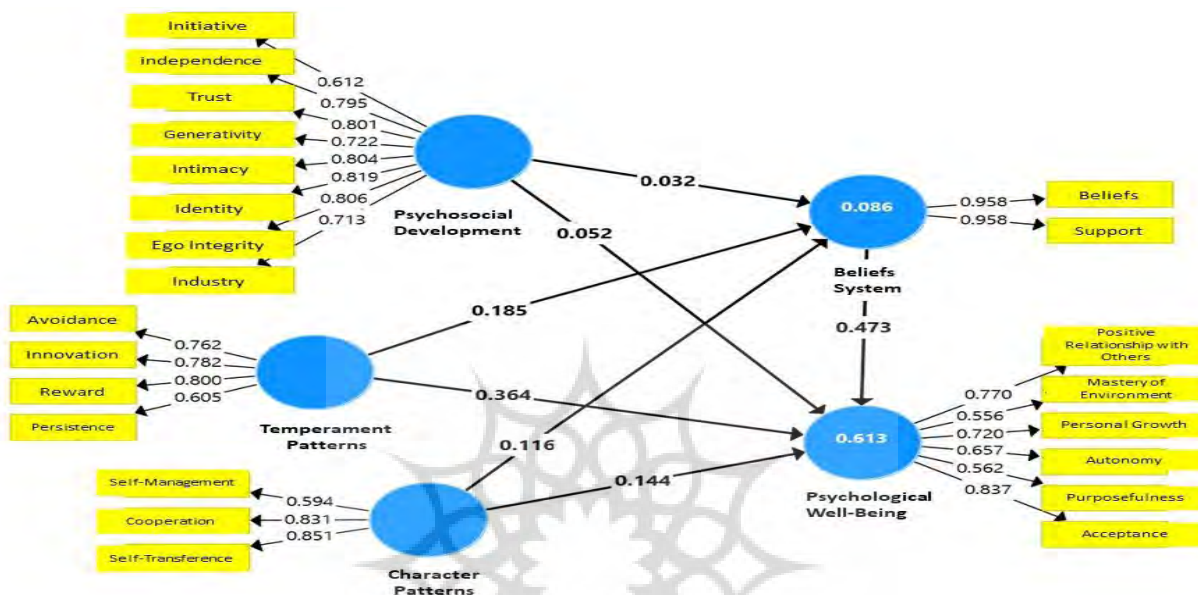 Initiative
independence
Trust
Generativity
Intimacy
Identity
Ego Integrity
Industry
0.612
0.795
0.801
0.722
0.804
0.819
0.806
0.713
Psychosocial
Development
0.032
0.052
0.086
Beliefs
System
0.958
0.958
Beliefs
Support
Avoidance
Innovation
Reward
Persistence
0.762
0.782
0.800
0.605
Temperament
Patterns
0.185
0.364
0.473
Self-Management
Cooperation
Self-Transference
0.594
0.831
0.851
Character
Patterns
0.116
0.144
0.613
Psychological
Well-Being
0.770
0.556
0.720
0.657
0.562
0.837
Positive
Relationship with
Others
Mastery of
Environment
Personal Growth
Autonomy
Purposefulness
Acceptance